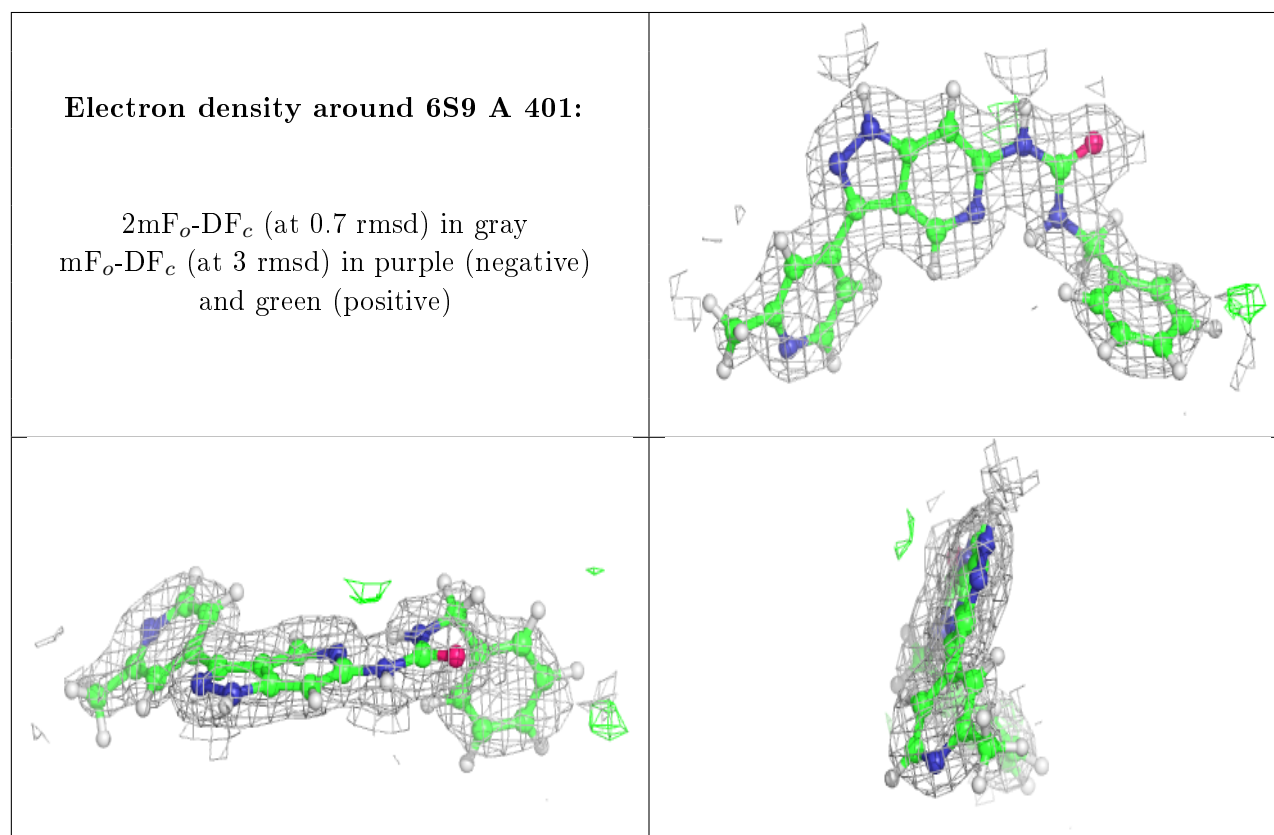 Electron density around 6S9 A 401:
2mFo-DFc (at 0.7 rmsd) in gray
mFo-DFc (at 3 rmsd) in purple (negative)
and green (positive)